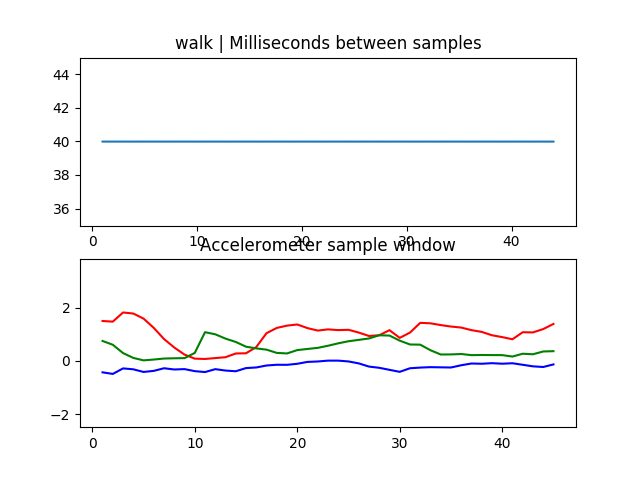 walk | Milliseconds between samples
44
42
40
38
36
0 10 20 30 40
Accelerometer sample window
2
0
−2
0 10 20 30 40